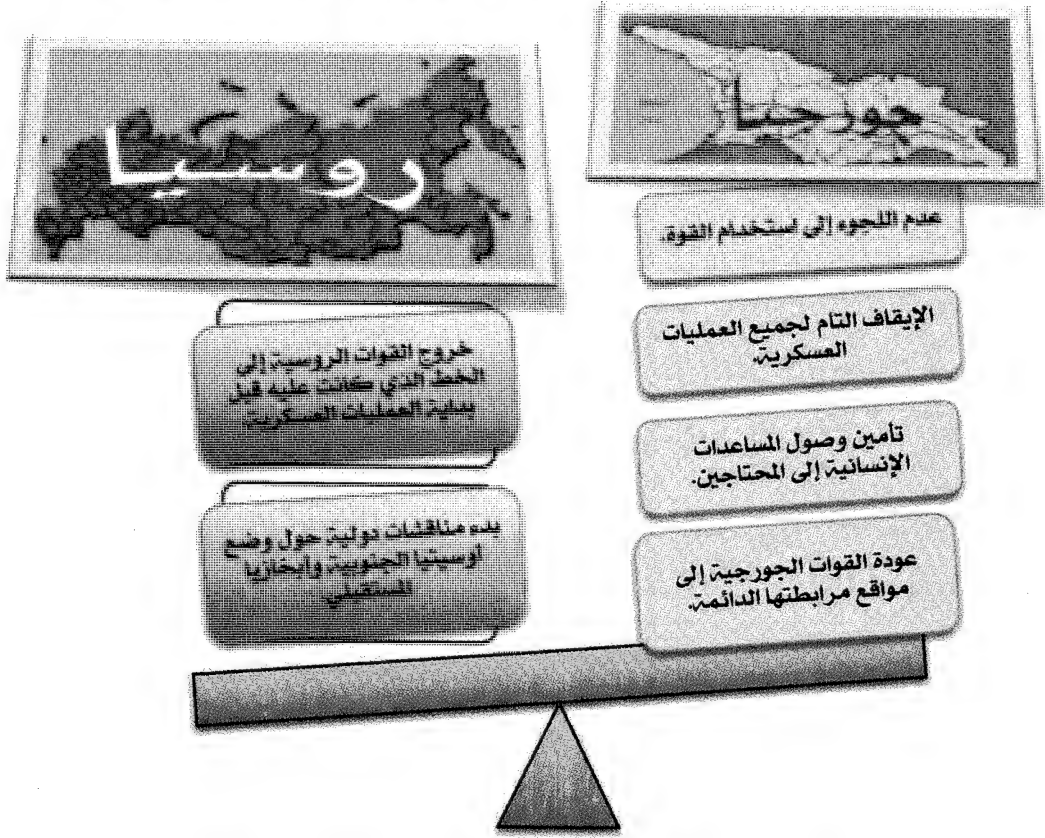 جورجيا
عدم اللجوء إلى استخدام القوة.
الإيقاف التام لجميع العمليات
العسكرية.
تأمين وصول المساعدات
الإنسانية إلى المحتاجين.
عودة القوات الجورجية إلى
مواقع مرابطتها الدائمة.
روسيا
خروج القوات الروسية إلى
الخط الذي كانت عليه قبل
بداية العمليات العسكرية.
بدء مناقشات دولية حول وضع
أوسيتيا الجنوبية وأبخازيا
المستقبلي.